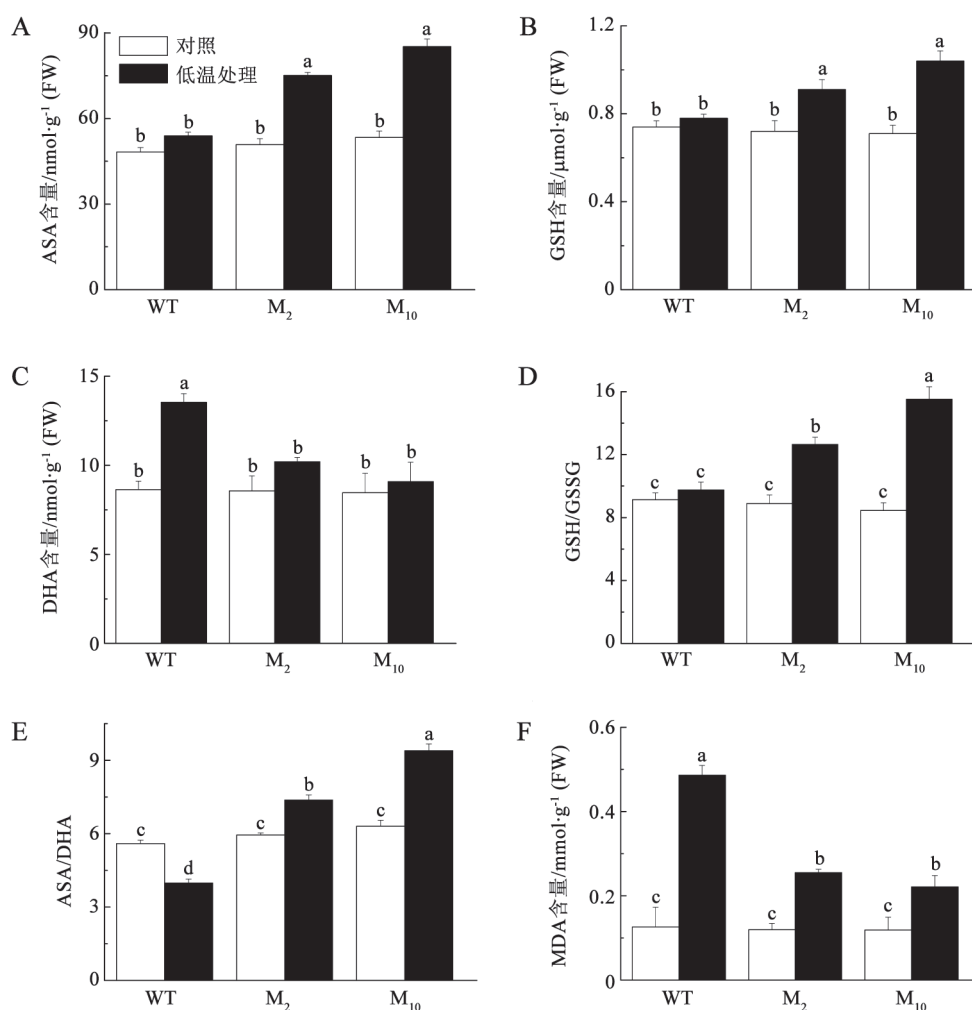 A
ASA含量/nmol·g⁻¹ (FW)
90
60
30
0
对照
低温处理
b b b a b a
WT M₂ M₁₀
B
GSH含量/μmol·g⁻¹ (FW)
1.2
0.8
0.4
0
b b b a b a
WT M₂ M₁₀
C
DHA含量/nmol·g⁻¹ (FW)
15
10
5
0
b a b b b b
WT M₂ M₁₀
D
GSH/GSSG
16
12
8
4
0
c c c b c a
WT M₂ M₁₀
E
ASA/DHA
9
6
3
0
c d c b c a
WT M₂ M₁₀
F
MDA含量/mmol·g⁻¹ (FW)
0.6
0.4
0.2
0
c a c b c b
WT M₂ M₁₀